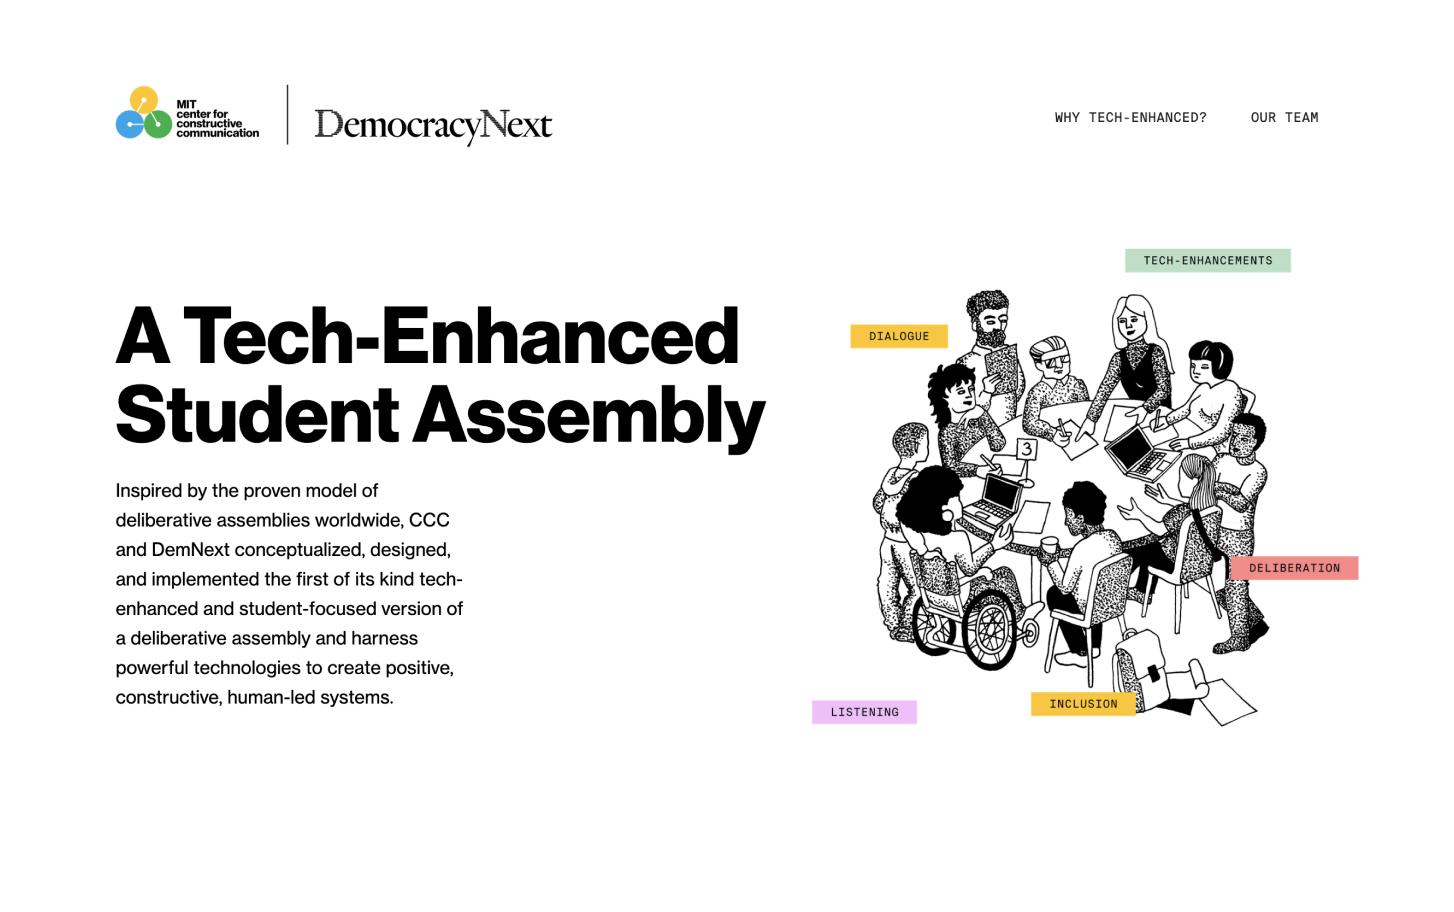 MIT
center for
constructive
communication
DemocracyNext
WHY TECH-ENHANCED?
OUR TEAM
A Tech-Enhanced
Student Assembly
Inspired by the proven model of
deliberative assemblies worldwide, CCC
and DemNext conceptualized, designed,
and implemented the first of its kind tech-
enhanced and student-focused version of
a deliberative assembly and harness
powerful technologies to create positive,
constructive, human-led systems.
TECH-ENHANCEMENTS
DIALOGUE
3
DELIBERATION
INCLUSION
LISTENING